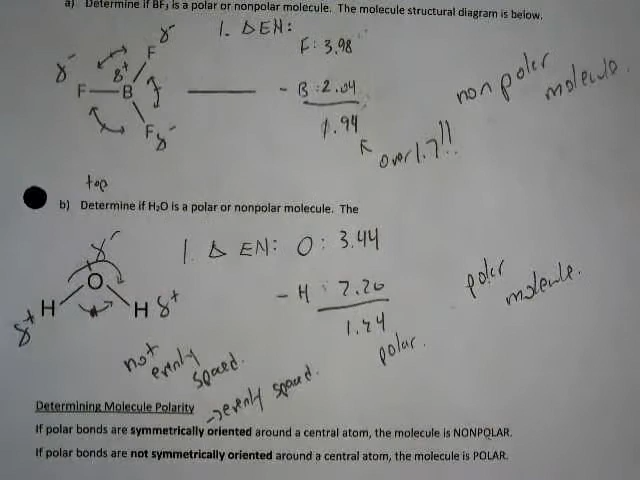 a) Determine if BF₃ is a polar or nonpolar molecule. The molecule structural diagram is below.
1. ΔEN:
F: 3.98
- B: 2.04
1.94
over 1.7!!
nonpolar molecule.
δ-
F
δ-
δ+
F B
F δ-
top
b) Determine if H₂O is a polar or nonpolar molecule. The
1. Δ EN: O: 3.44
- H: 2.20
1.24
polar.
polar molecule.
δ-
O
H H δ+
δ+
not evenly spaced.
→ evenly spaced.
Determining Molecule Polarity
If polar bonds are symmetrically oriented around a central atom, the molecule is NONPOLAR.
If polar bonds are not symmetrically oriented around a central atom, the molecule is POLAR.